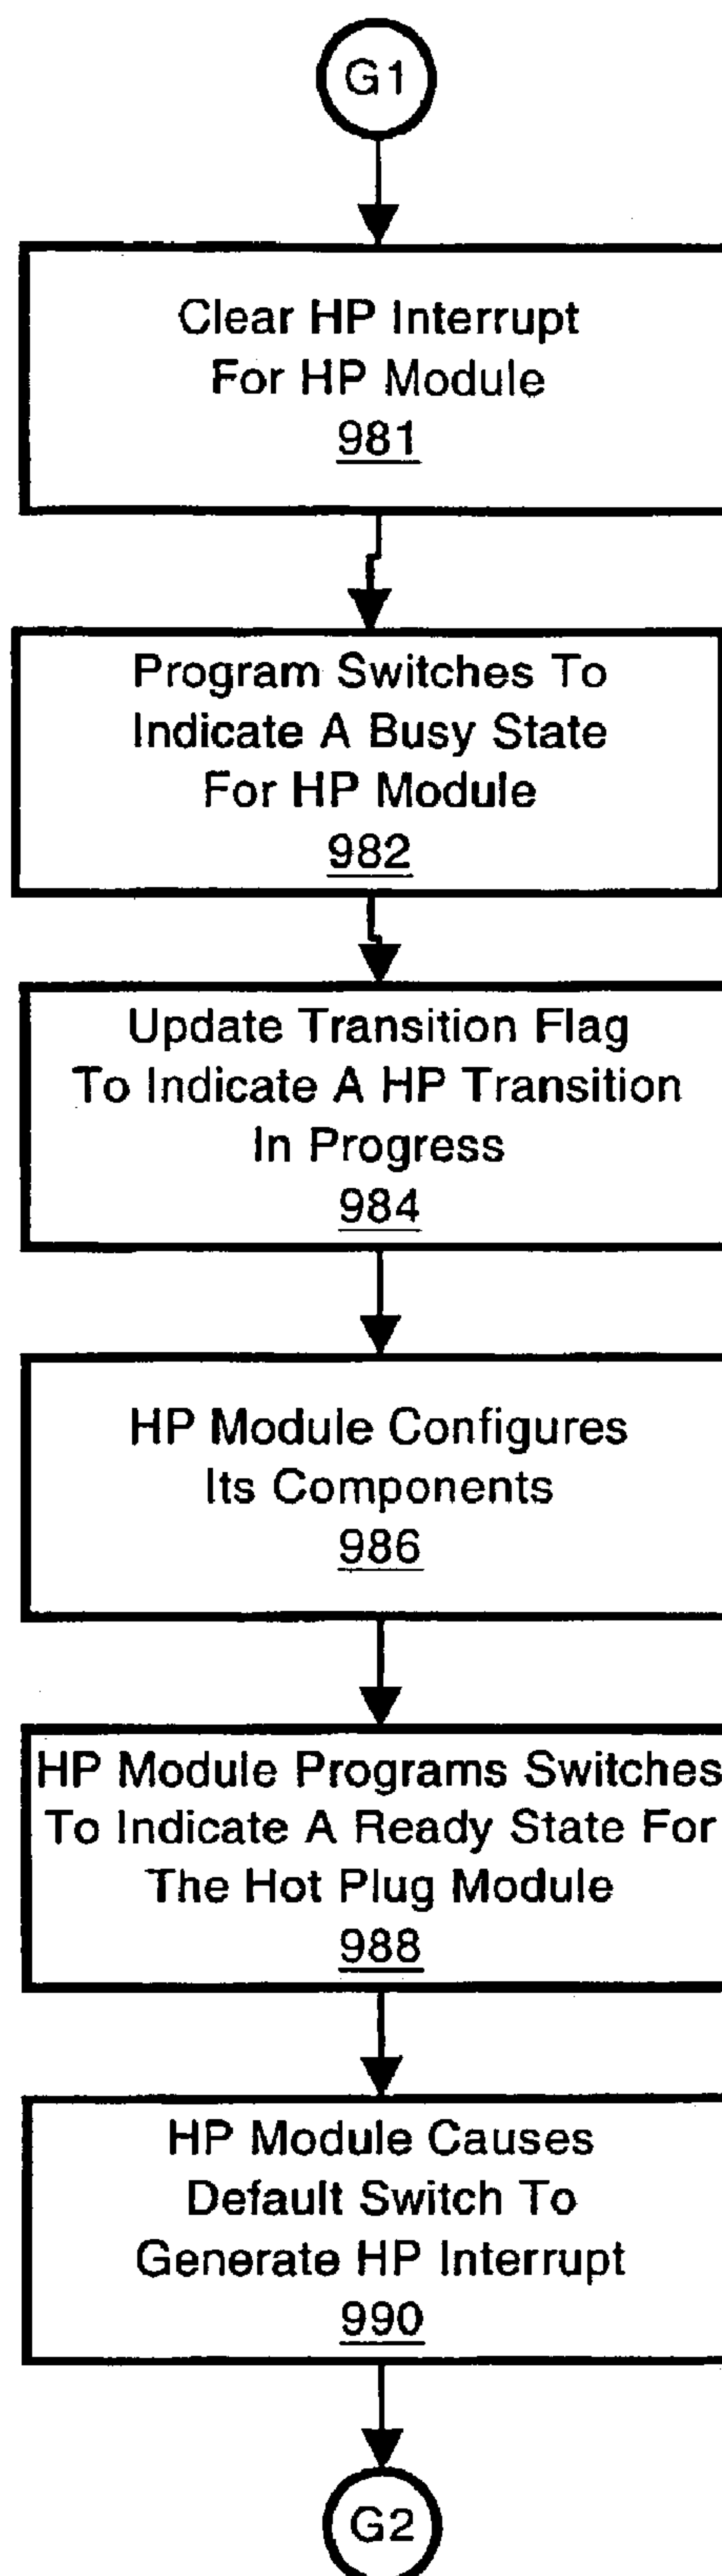 G1
Clear HP Interrupt
For HP Module
981
Program Switches To
Indicate A Busy State
For HP Module
982
Update Transition Flag
To Indicate A HP Transition
In Progress
984
HP Module Configures
Its Components
986
HP Module Programs Switches
To Indicate A Ready State For
The Hot Plug Module
988
HP Module Causes
Default Switch To
Generate HP Interrupt
990
G2